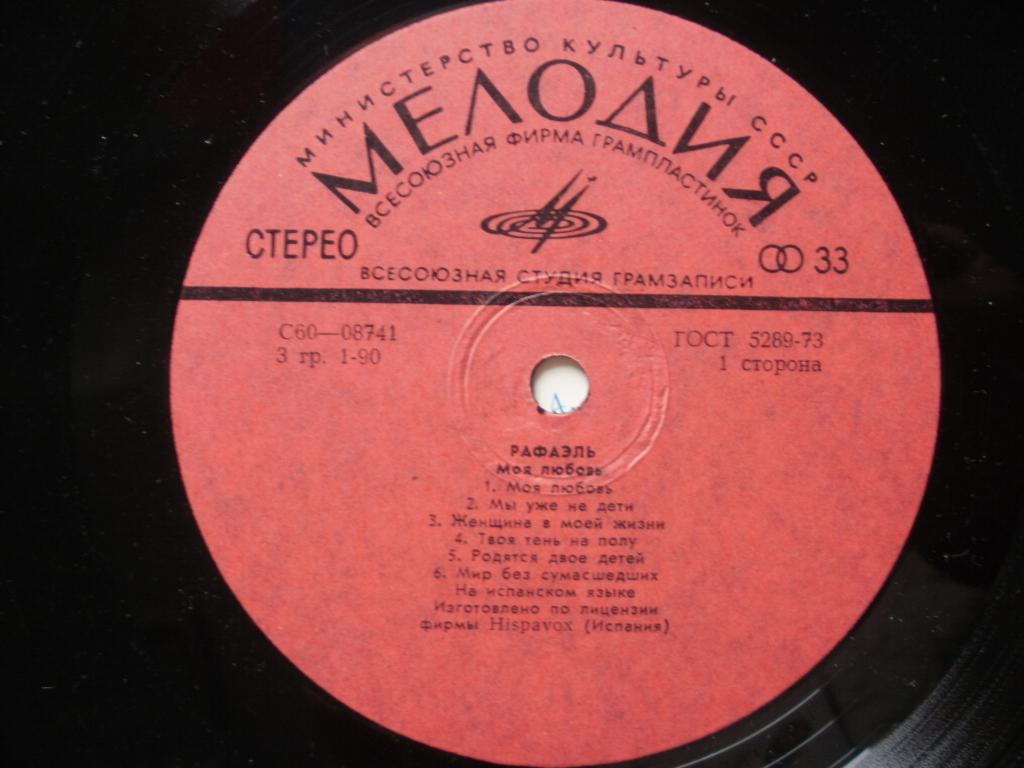 МИНИСТЕРСТВО КУЛЬТУРЫ СССР
МЕЛОДИЯ
ВСЕСОЮЗНАЯ ФИРМА ГРАМПЛАСТИНОК
СТЕРЕО
33
ВСЕСОЮЗНАЯ СТУДИЯ ГРАМЗАПИСИ
С60—08741
ГОСТ 5289-73
3 гр. 1-90
1 сторона
РАФАЭЛЬ
Моя любовь
1. Моя любовь
2. Мы уже не дети
3. Женщина в моей жизни
4. Твоя тень на полу
5. Родятся двое детей
6. Мир без сумасшедших
На испанском языке
Изготовлено по лицензии
фирмы Hispavox (Испания)